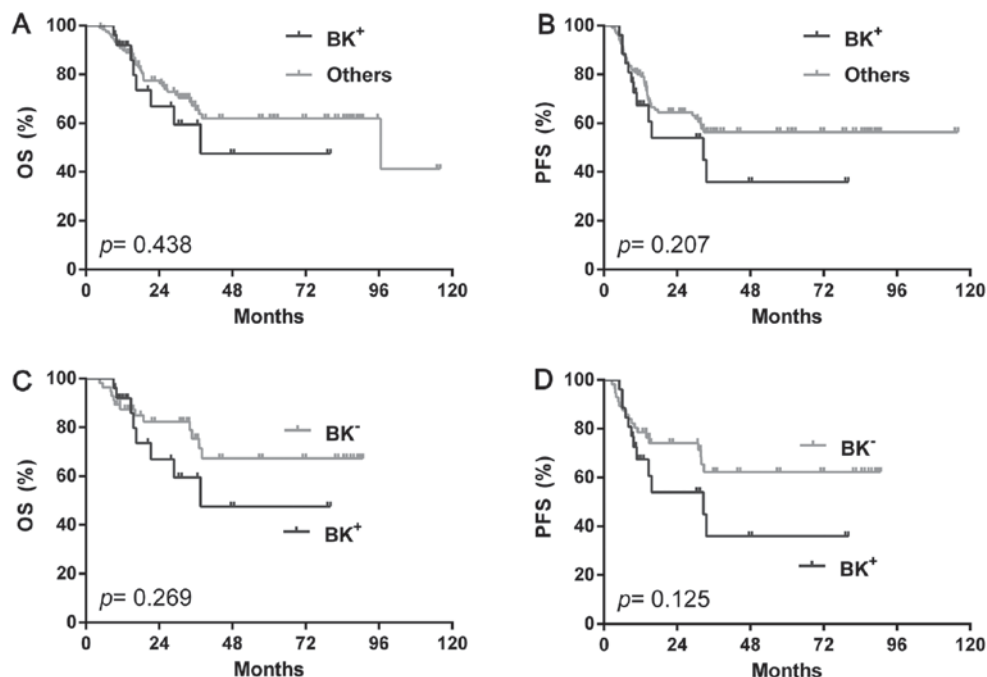 A
100
80
60
40
20
0
OS (%)
BK⁺
Others
p= 0.438
0 24 48 72 96 120
Months
B
100
80
60
40
20
0
PFS (%)
BK⁺
Others
p= 0.207
0 24 48 72 96 120
Months
C
100
80
60
40
20
0
OS (%)
BK⁻
BK⁺
p= 0.269
0 24 48 72 96 120
Months
D
100
80
60
40
20
0
PFS (%)
BK⁻
BK⁺
p= 0.125
0 24 48 72 96 120
Months